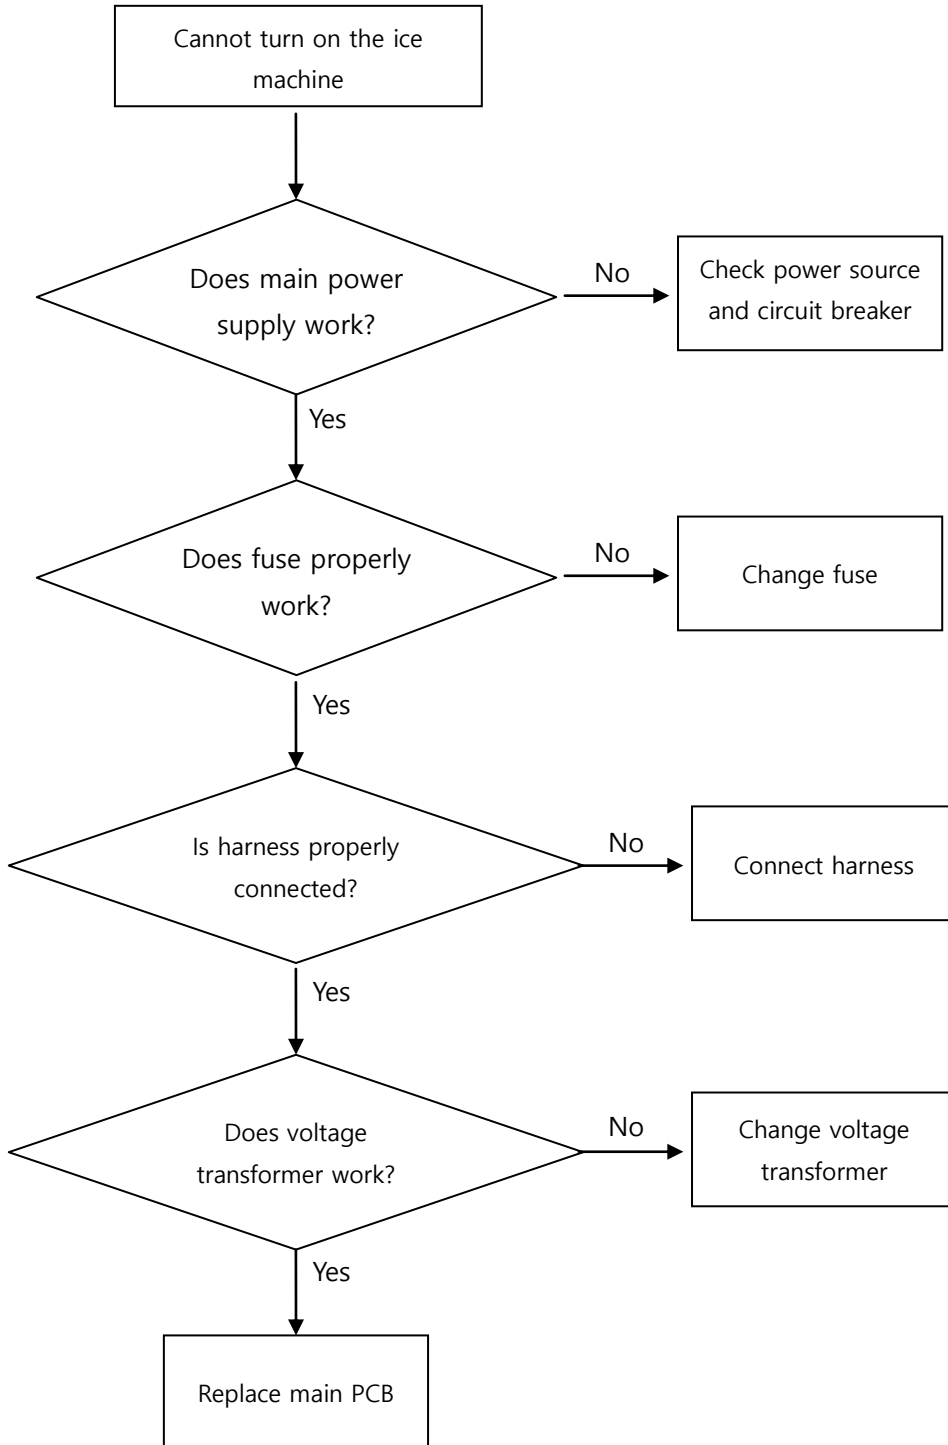 Cannot turn on the ice
machine
Does main power
supply work?
No
Check power source
and circuit breaker
Yes
Does fuse properly
work?
No
Change fuse
Yes
Is harness properly
connected?
No
Connect harness
Yes
Does voltage
transformer work?
No
Change voltage
transformer
Yes
Replace main PCB